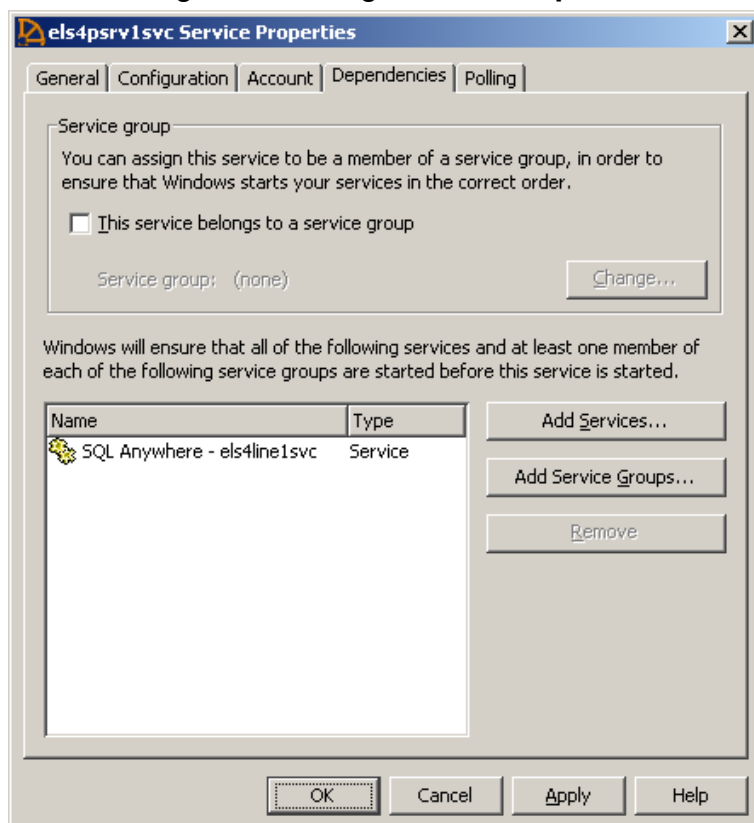 els4psrv1svc Service Properties
General Configuration Account Dependencies Polling
Service group
You can assign this service to be a member of a service group, in order to
ensure that Windows starts your services in the correct order.
This service belongs to a service group
Service group: (none) Change...
Windows will ensure that all of the following services and at least one member of
each of the following service groups are started before this service is started.
Name Type
SQL Anywhere - els4line1svc Service
Add Services...
Add Service Groups...
Remove
OK Cancel Apply Help